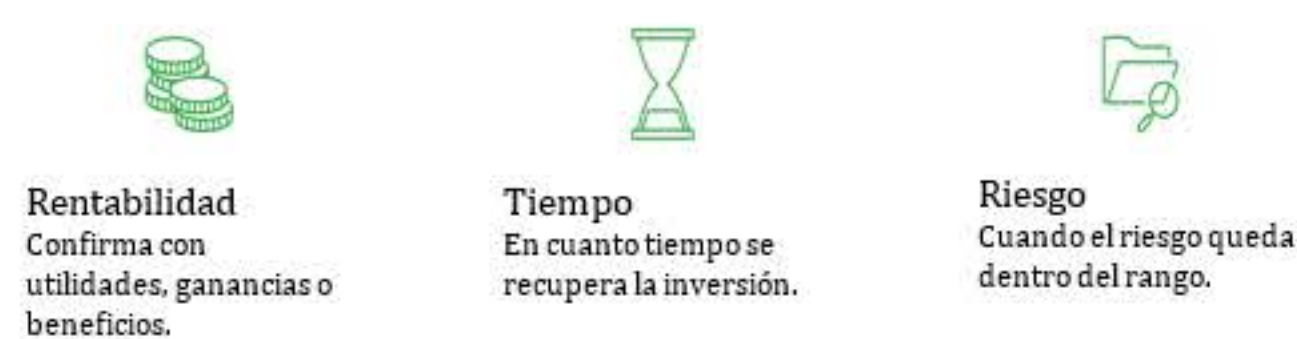 Rentabilidad
Confirma con
utilidades, ganancias o
beneficios.
Tiempo
En cuanto tiempo se
recupera la inversión.
Riesgo
Cuando el riesgo queda
dentro del rango.